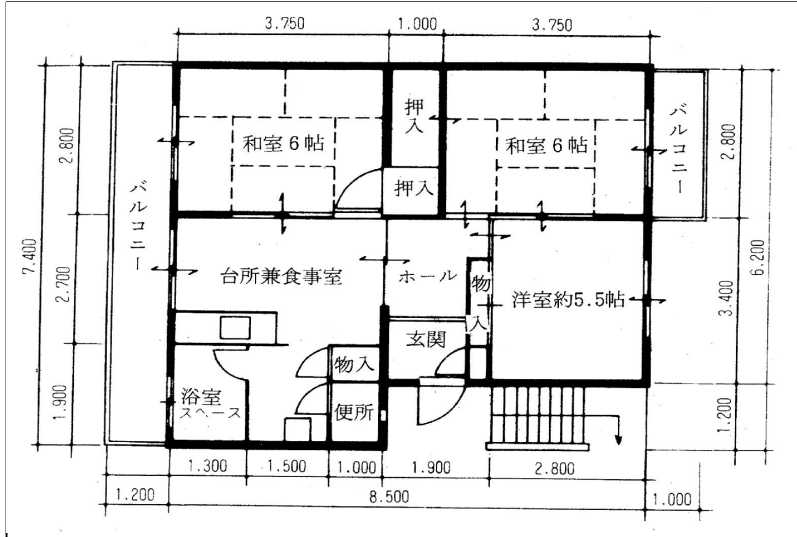 3.750
1.000
3.750
押入
バルコニー
2.800
和室6帖
和室6帖
2.800
押入
バルコニー
7.400
2.700
台所兼食事室
ホール
物入
洋室約5.5帖
6.200
3.400
玄関
物入
浴室
スペース
便所
1.900
1.200
1.300
1.500
1.000
1.900
2.800
1.200
8.500
1.000